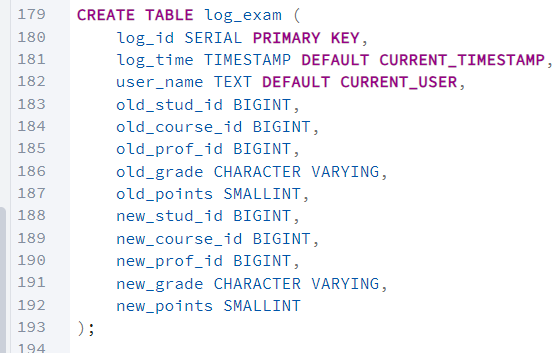 179 CREATE TABLE log_exam (
180 log_id SERIAL PRIMARY KEY,
181 log_time TIMESTAMP DEFAULT CURRENT_TIMESTAMP,
182 user_name TEXT DEFAULT CURRENT_USER,
183 old_stud_id BIGINT,
184 old_course_id BIGINT,
185 old_prof_id BIGINT,
186 old_grade CHARACTER VARYING,
187 old_points SMALLINT,
188 new_stud_id BIGINT,
189 new_course_id BIGINT,
190 new_prof_id BIGINT,
191 new_grade CHARACTER VARYING,
192 new_points SMALLINT
193 );
194